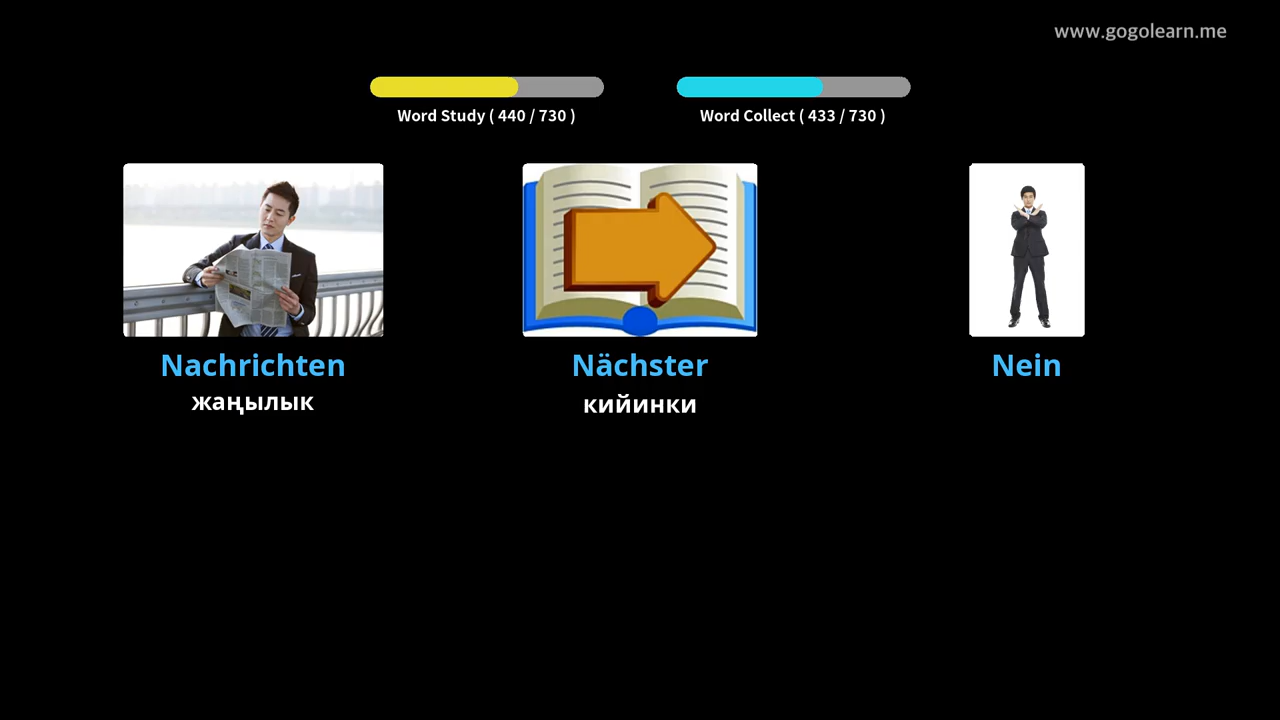 www.gogolearn.me
Word Study ( 440 / 730 )
Word Collect ( 433 / 730 )
Nachrichten
Nächster
Nein
жаңылык
кийинки